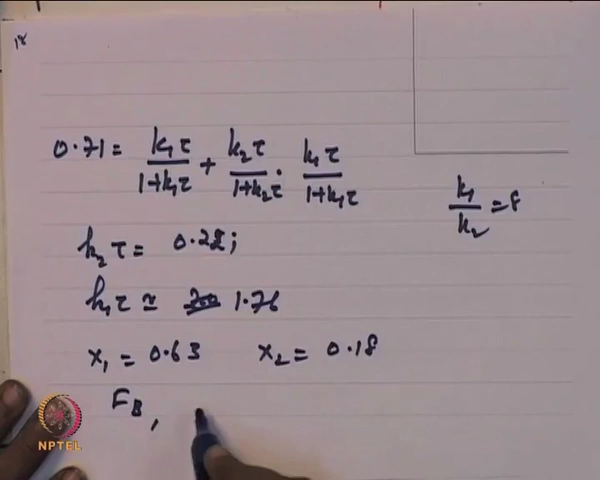 18
0.71 = k₁τ/1+k₁τ + k₂τ/1+k₂τ · k₁τ/1+k₁τ
k₁/k₂ = 8
k₂τ = 0.22;
k₁τ ≃ 1.76
x₁ = 0.63 x₂ = 0.18
F_B,
NPTEL